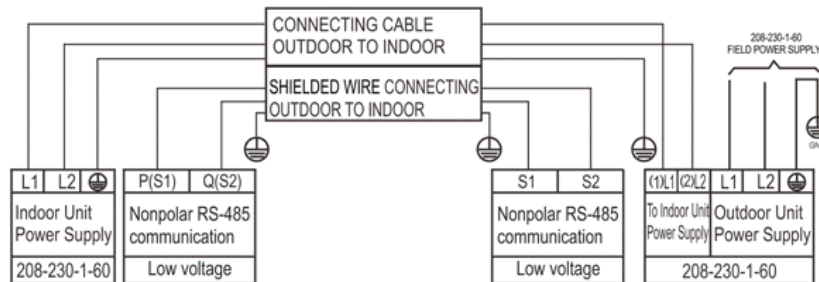 CONNECTING CABLE
OUTDOOR TO INDOOR
SHIELDED WIRE CONNECTING
OUTDOOR TO INDOOR
208-230-1-60
FIELD POWER SUPPLY
L1 L2
Indoor Unit
Power Supply
208-230-1-60
P(S1) Q(S2)
Nonpolar RS-485
communication
Low voltage
S1 S2
Nonpolar RS-485
communication
Low voltage
(1)L1 (2)L2 L1 L2
To Indoor Unit
Power Supply
Outdoor Unit
Power Supply
208-230-1-60